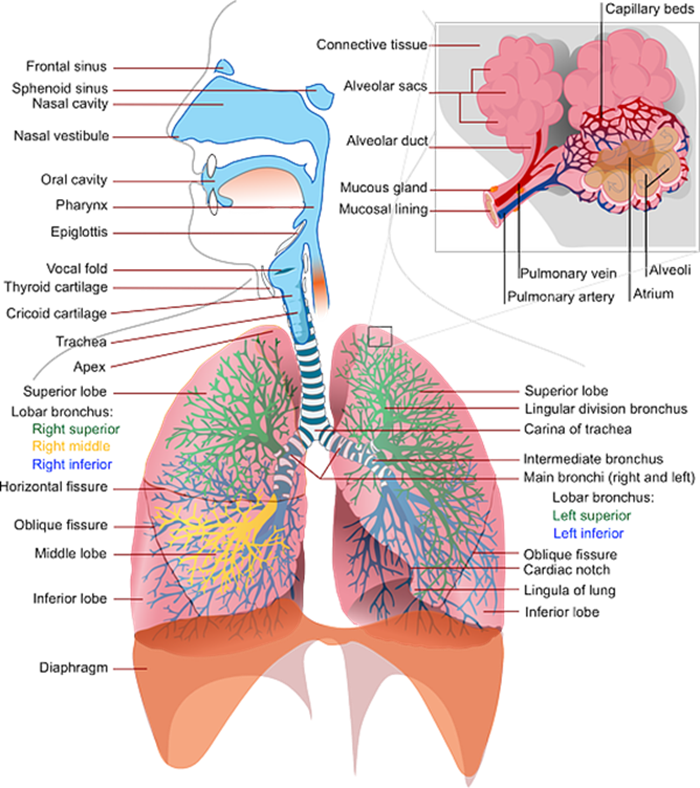 Capillary beds
Connective tissue
Alveolar sacs
Alveolar duct
Mucous gland
Mucosal lining
Pulmonary vein
Pulmonary artery
Alveoli
Atrium
Frontal sinus
Sphenoid sinus
Nasal cavity
Nasal vestibule
Oral cavity
Pharynx
Epiglottis
Vocal fold
Thyroid cartilage
Cricoid cartilage
Trachea
Apex
Superior lobe
Lobar bronchus:
Right superior
Right middle
Right inferior
Horizontal fissure
Oblique fissure
Middle lobe
Inferior lobe
Diaphragm
Superior lobe
Lingular division bronchus
Carina of trachea
Intermediate bronchus
Main bronchi (right and left)
Lobar bronchus:
Left superior
Left inferior
Oblique fissure
Cardiac notch
Lingula of lung
Inferior lobe